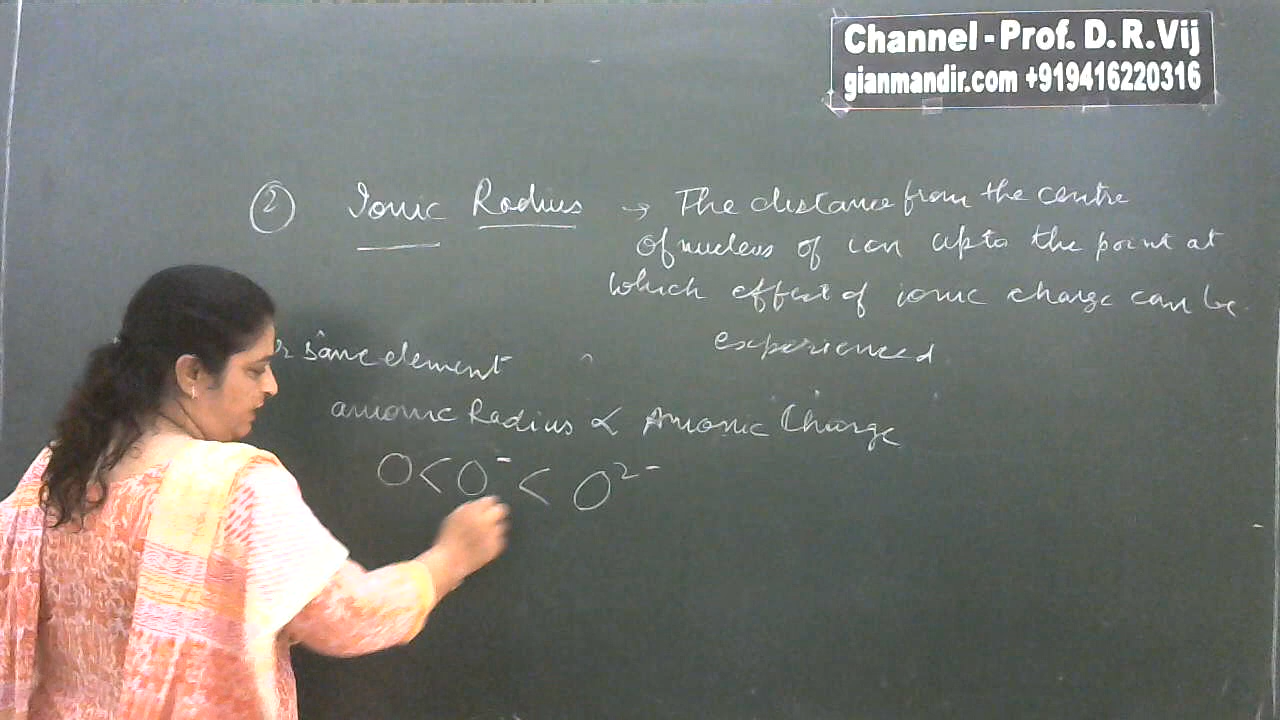 Channel - Prof. D. R. Vij
gianmandir.com +919416220316
② Ionic Radius → The distance from the centre
of nucleus of ion upto the point at
which effect of ionic charge can be
experienced
same element
anionic Radius ∝ Anionic Charge
O < O⁻ < O²⁻